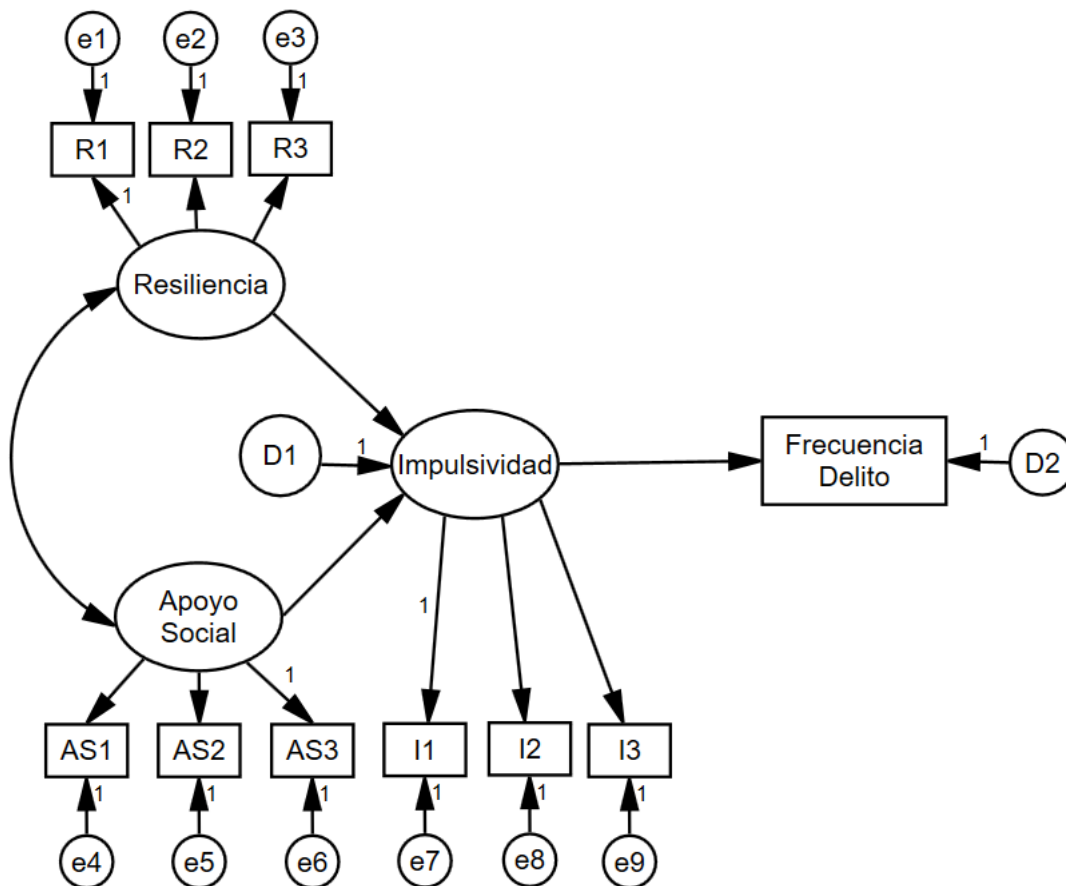 e1
e2
e3
1
1
1
R1
R2
R3
1
Resiliencia
D1
1
Impulsividad
Frecuencia
Delito
1
D2
Apoyo
Social
1
1
AS1
AS2
AS3
I1
I2
I3
1
1
1
1
1
1
e4
e5
e6
e7
e8
e9